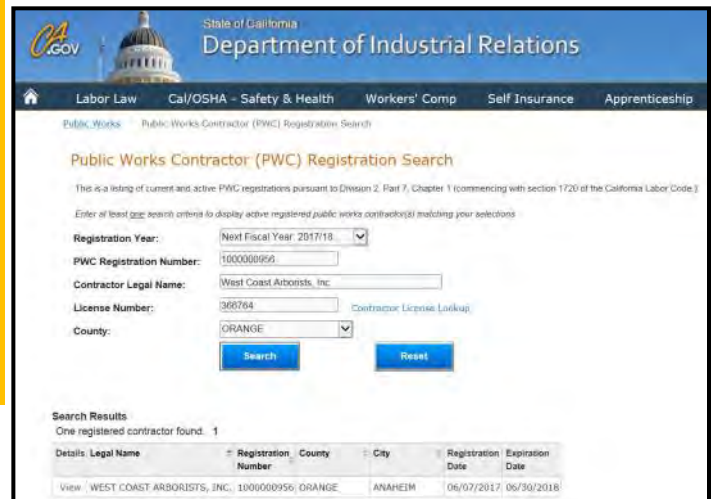 CA.GOV
State of California
Department of Industrial Relations
Labor Law Cal/OSHA - Safety & Health Workers' Comp Self Insurance Apprenticeship
Public Works Public Works Contractor (PWC) Registration Search
Public Works Contractor (PWC) Registration Search
This is a listing of current and active PWC registrations pursuant to Division 2, Part 7, Chapter 1 (commencing with section 1720 of the California Labor Code.)
Enter at least one search criteria to display active registered public works contractor(s) matching your selections
Registration Year: Next Fiscal Year: 2017/18
PWC Registration Number: 1000000956
Contractor Legal Name: West Coast Arborists, Inc.
License Number: 366764 Contractor License Lookup
County: ORANGE
Search Reset
Search Results
One registered contractor found. 1
Details Legal Name Registration County City Registration Expiration
Number Date Date
View WEST COAST ARBORISTS, INC. 1000000956 ORANGE ANAHEIM 06/07/2017 06/30/2018